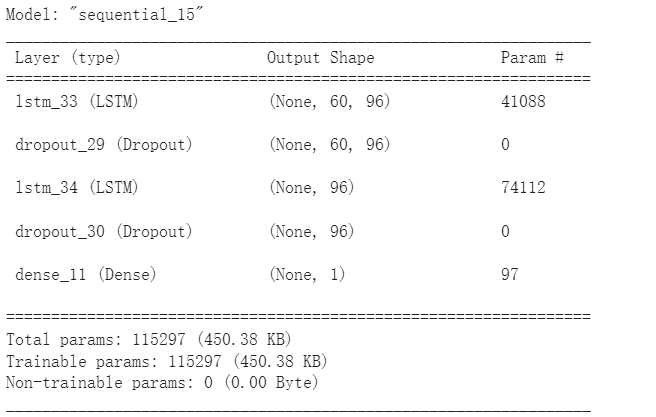 Model: "sequential_15"
Layer (type) Output Shape Param #
lstm_33 (LSTM) (None, 60, 96) 41088
dropout_29 (Dropout) (None, 60, 96) 0
lstm_34 (LSTM) (None, 96) 74112
dropout_30 (Dropout) (None, 96) 0
dense_11 (Dense) (None, 1) 97
Total params: 115297 (450.38 KB)
Trainable params: 115297 (450.38 KB)
Non-trainable params: 0 (0.00 Byte)